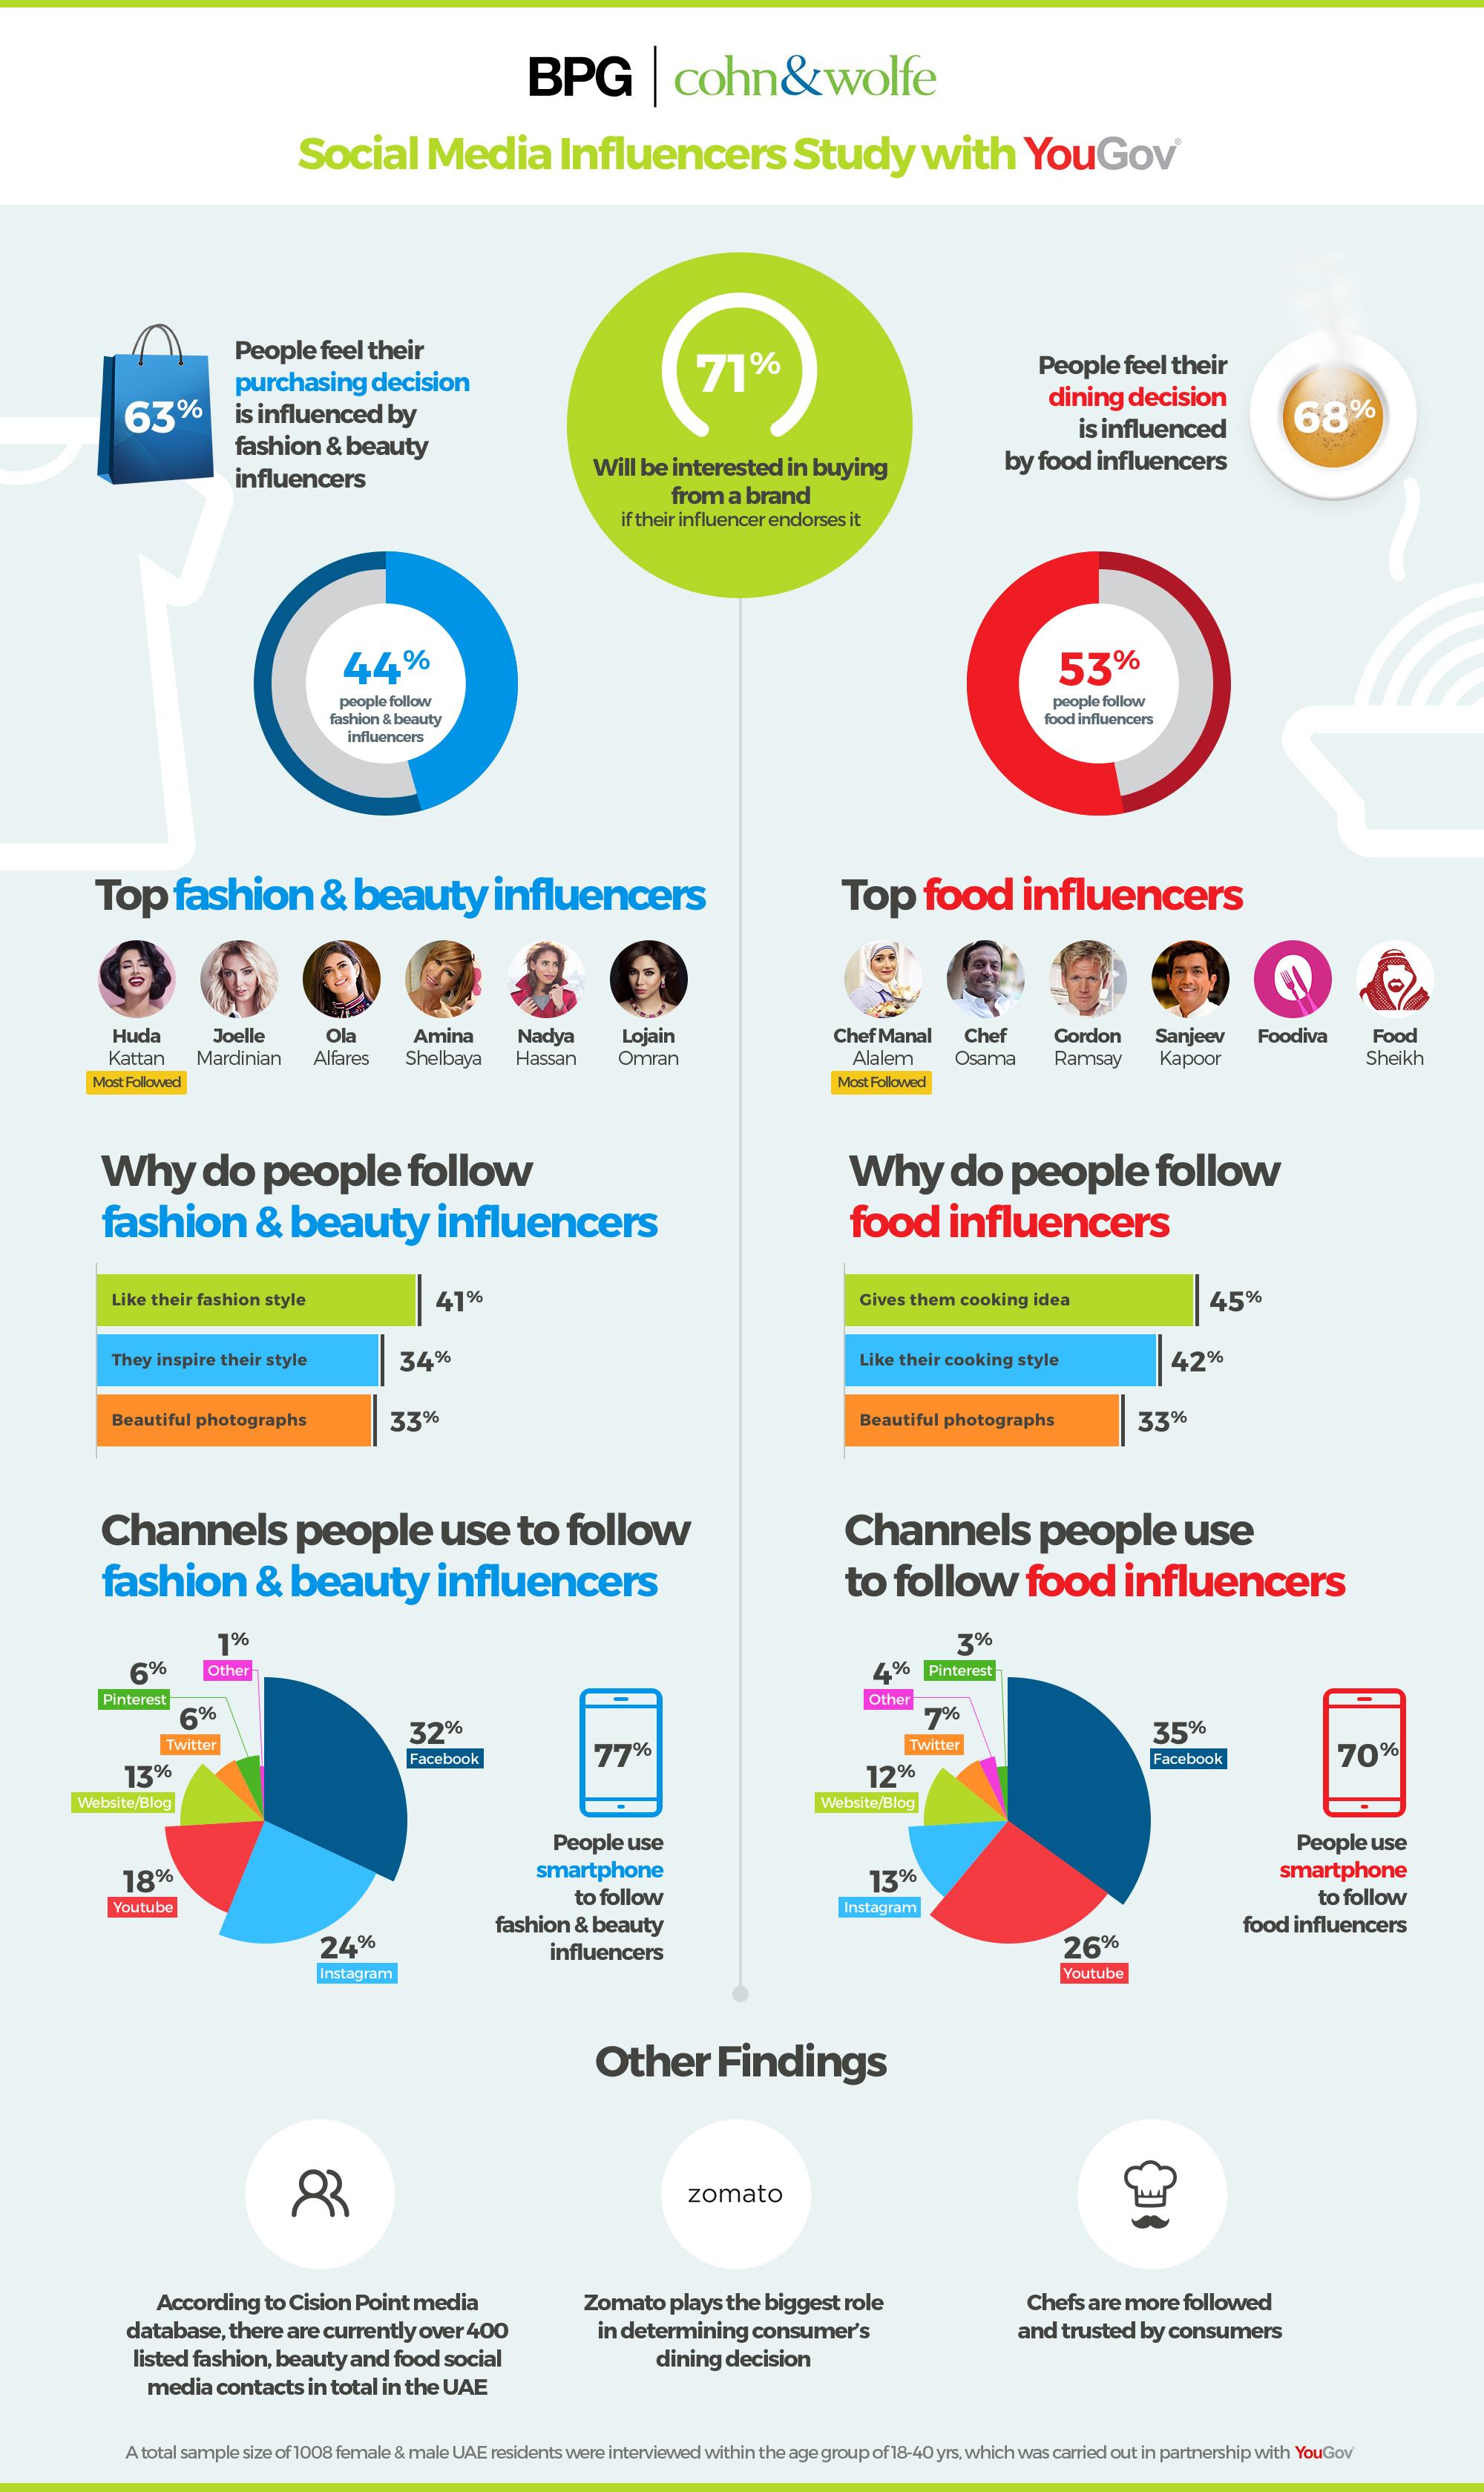 BPG | cohn&wolfe
Social Media Influencers Study with YouGov®
63%
People feel their
purchasing decision
is influenced by
fashion & beauty
influencers
71%
Will be interested in buying
from a brand
if their influencer endorses it
People feel their
dining decision
is influenced
by food influencers
68%
44%
people follow
fashion & beauty
influencers
53%
people follow
food influencers
Top fashion & beauty influencers
Huda
Kattan
Most Followed
Joelle
Mardinian
Ola
Alfares
Amina
Shelbaya
Nadya
Hassan
Lojain
Omran
Top food influencers
Chef Manal
Alalem
Most Followed
Chef
Osama
Gordon
Ramsay
Sanjeev
Kapoor
Foodiva
Food
Sheikh
Why do people follow
fashion & beauty influencers
Like their fashion style 41%
They inspire their style 34%
Beautiful photographs 33%
Why do people follow
food influencers
Gives them cooking idea 45%
Like their cooking style 42%
Beautiful photographs 33%
Channels people use to follow
fashion & beauty influencers
1%
Other
6%
Pinterest
6%
Twitter
13%
Website/Blog
18%
Youtube
24%
Instagram
32%
Facebook
77%
People use
smartphone
to follow
fashion & beauty
influencers
Channels people use
to follow food influencers
3%
Pinterest
4%
Other
7%
Twitter
12%
Website/Blog
13%
Instagram
26%
Youtube
35%
Facebook
70%
People use
smartphone
to follow
food influencers
Other Findings
According to Cision Point media
database, there are currently over 400
listed fashion, beauty and food social
media contacts in total in the UAE
zomato
Zomato plays the biggest role
in determining consumer's
dining decision
Chefs are more followed
and trusted by consumers
A total sample size of 1008 female & male UAE residents were interviewed within the age group of 18-40 yrs, which was carried out in partnership with YouGov